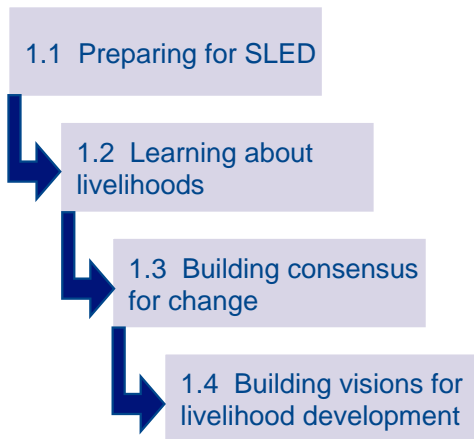 1.1 Preparing for SLED
1.2 Learning about
livelihoods
1.3 Building consensus
for change
1.4 Building visions for
livelihood development